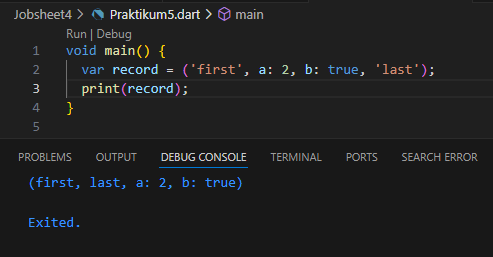 Jobsheet4 > Praktikum5.dart > main
Run | Debug
1 void main() {
2 var record = ('first', a: 2, b: true, 'last');
3 print(record);
4 }
5
PROBLEMS OUTPUT DEBUG CONSOLE TERMINAL PORTS SEARCH ERROR
(first, last, a: 2, b: true)
Exited.